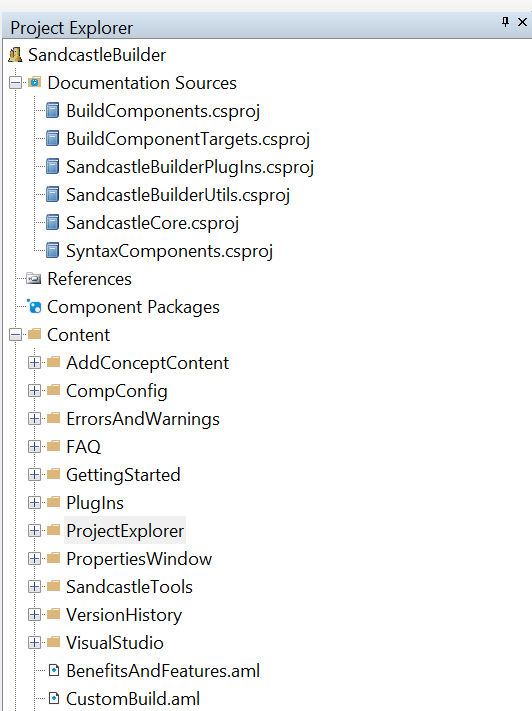 Project Explorer
SandcastleBuilder
Documentation Sources
BuildComponents.csproj
BuildComponentTargets.csproj
SandcastleBuilderPlugIns.csproj
SandcastleBuilderUtils.csproj
SandcastleCore.csproj
SyntaxComponents.csproj
References
Component Packages
Content
AddConceptContent
CompConfig
ErrorsAndWarnings
FAQ
GettingStarted
PlugIns
ProjectExplorer
PropertiesWindow
SandcastleTools
VersionHistory
VisualStudio
BenefitsAndFeatures.aml
CustomBuild.aml